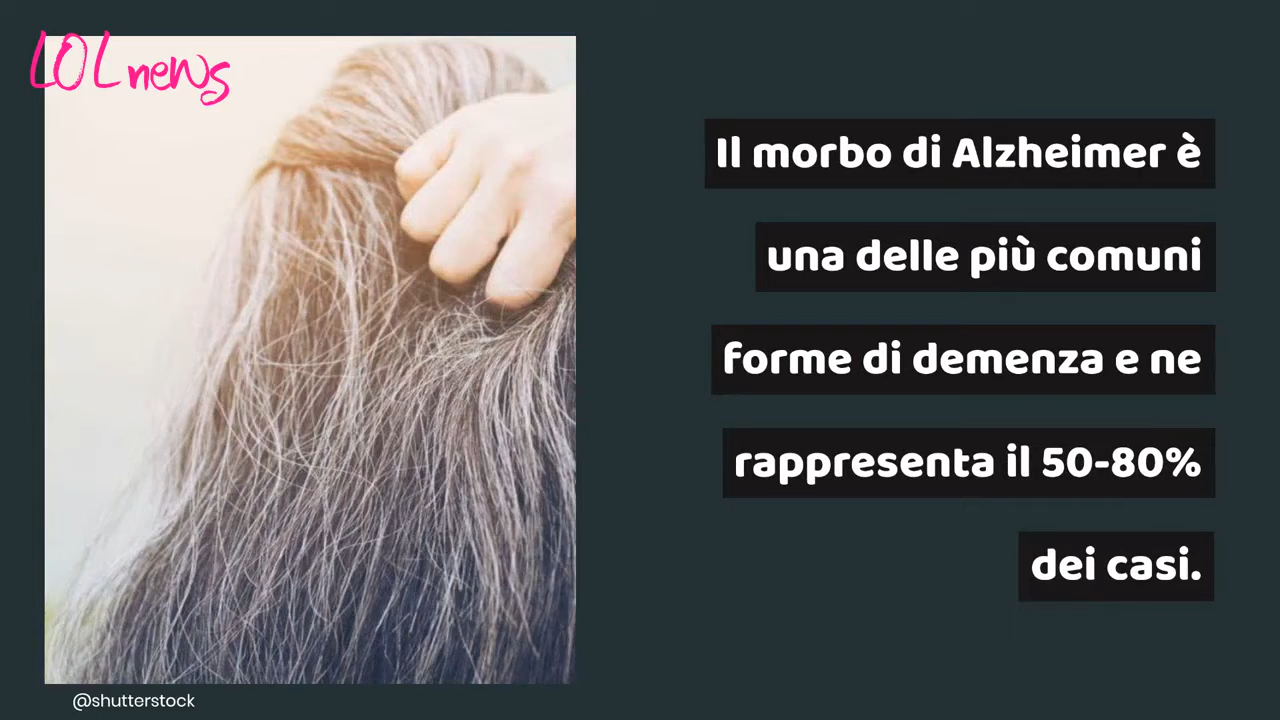 LOL news
Il morbo di Alzheimer è
una delle più comuni
forme di demenza e ne
rappresenta il 50-80%
dei casi.
@shutterstock